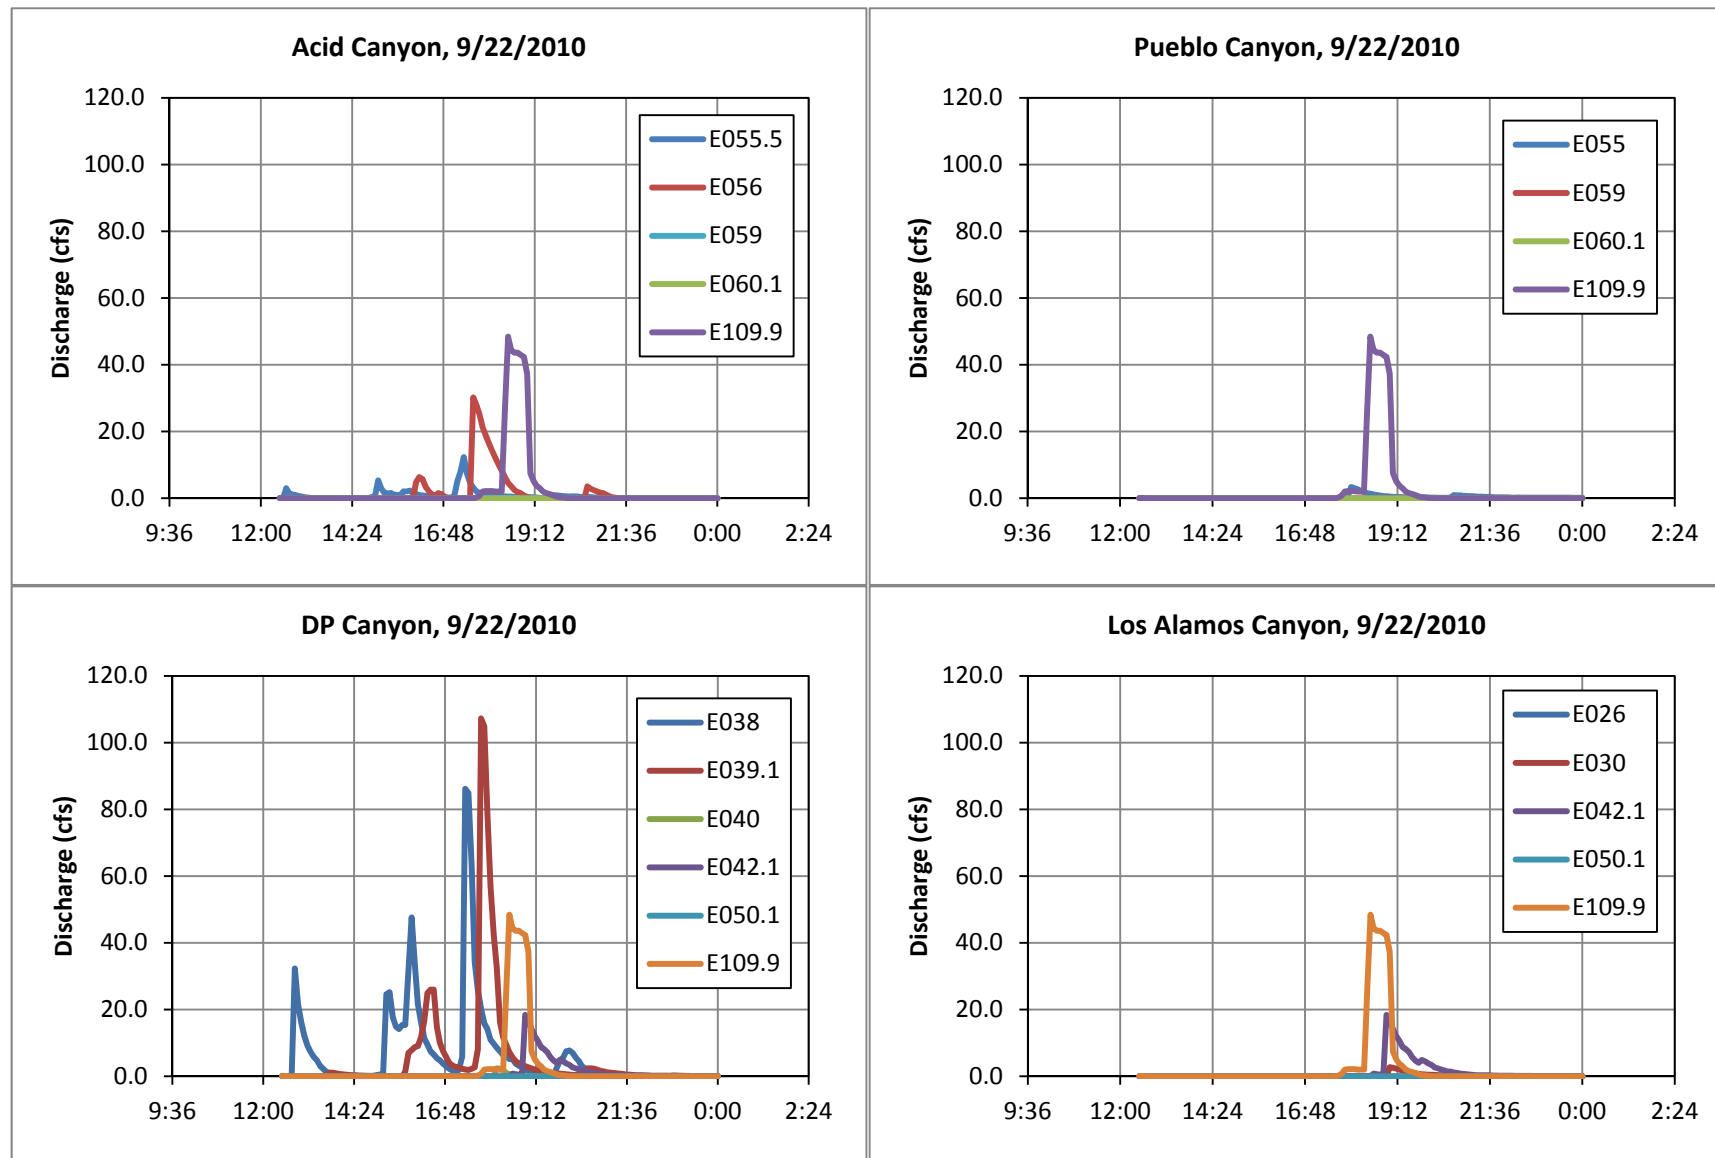 Acid Canyon, 9/22/2010
120.0
100.0
80.0
60.0
40.0
20.0
0.0
Discharge (cfs)
9:36 12:00 14:24 16:48 19:12 21:36 0:00 2:24
E055.5
E056
E059
E060.1
E109.9
Pueblo Canyon, 9/22/2010
120.0
100.0
80.0
60.0
40.0
20.0
0.0
Discharge (cfs)
9:36 12:00 14:24 16:48 19:12 21:36 0:00 2:24
E055
E059
E060.1
E109.9
DP Canyon, 9/22/2010
120.0
100.0
80.0
60.0
40.0
20.0
0.0
Discharge (cfs)
9:36 12:00 14:24 16:48 19:12 21:36 0:00 2:24
E038
E039.1
E040
E042.1
E050.1
E109.9
Los Alamos Canyon, 9/22/2010
120.0
100.0
80.0
60.0
40.0
20.0
0.0
Discharge (cfs)
9:36 12:00 14:24 16:48 19:12 21:36 0:00 2:24
E026
E030
E042.1
E050.1
E109.9